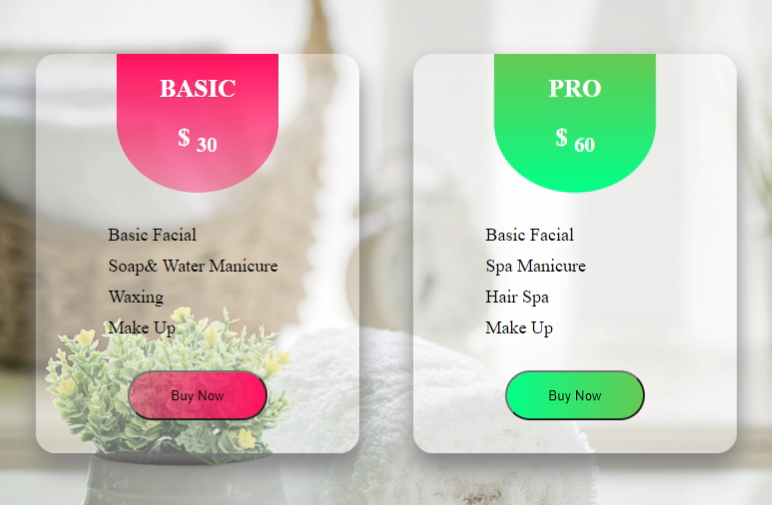 BASIC
$ 30
Basic Facial
Soap& Water Manicure
Waxing
Make Up
Buy Now
PRO
$ 60
Basic Facial
Spa Manicure
Hair Spa
Make Up
Buy Now